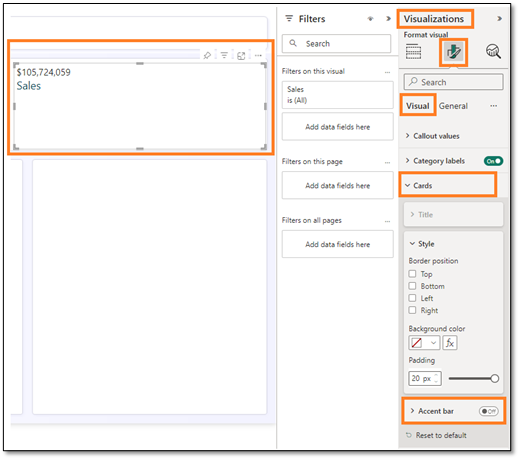 $105,724,059
Sales
Filters
Search
Filters on this visual
...
Sales
is (All)
Add data fields here
Filters on this page
...
Add data fields here
Filters on all pages
...
Add data fields here
Visualizations
Format visual
Search
Visual
General
...
Callout values
Category labels
On
Cards
Title
Style
Border position
Top
Bottom
Left
Right
Background color
fx
Padding
20 px
Accent bar
Off
Reset to default